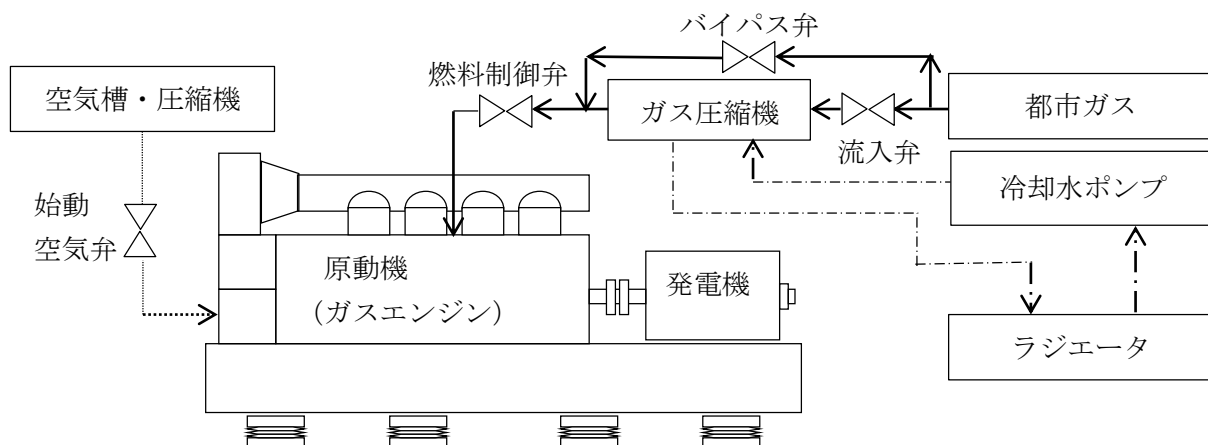 バイパス弁
燃料制御弁
空気槽・圧縮機
ガス圧縮機
都市ガス
流入弁
冷却水ポンプ
始動
空気弁
原動機
(ガスエンジン)
発電機
ラジエータ